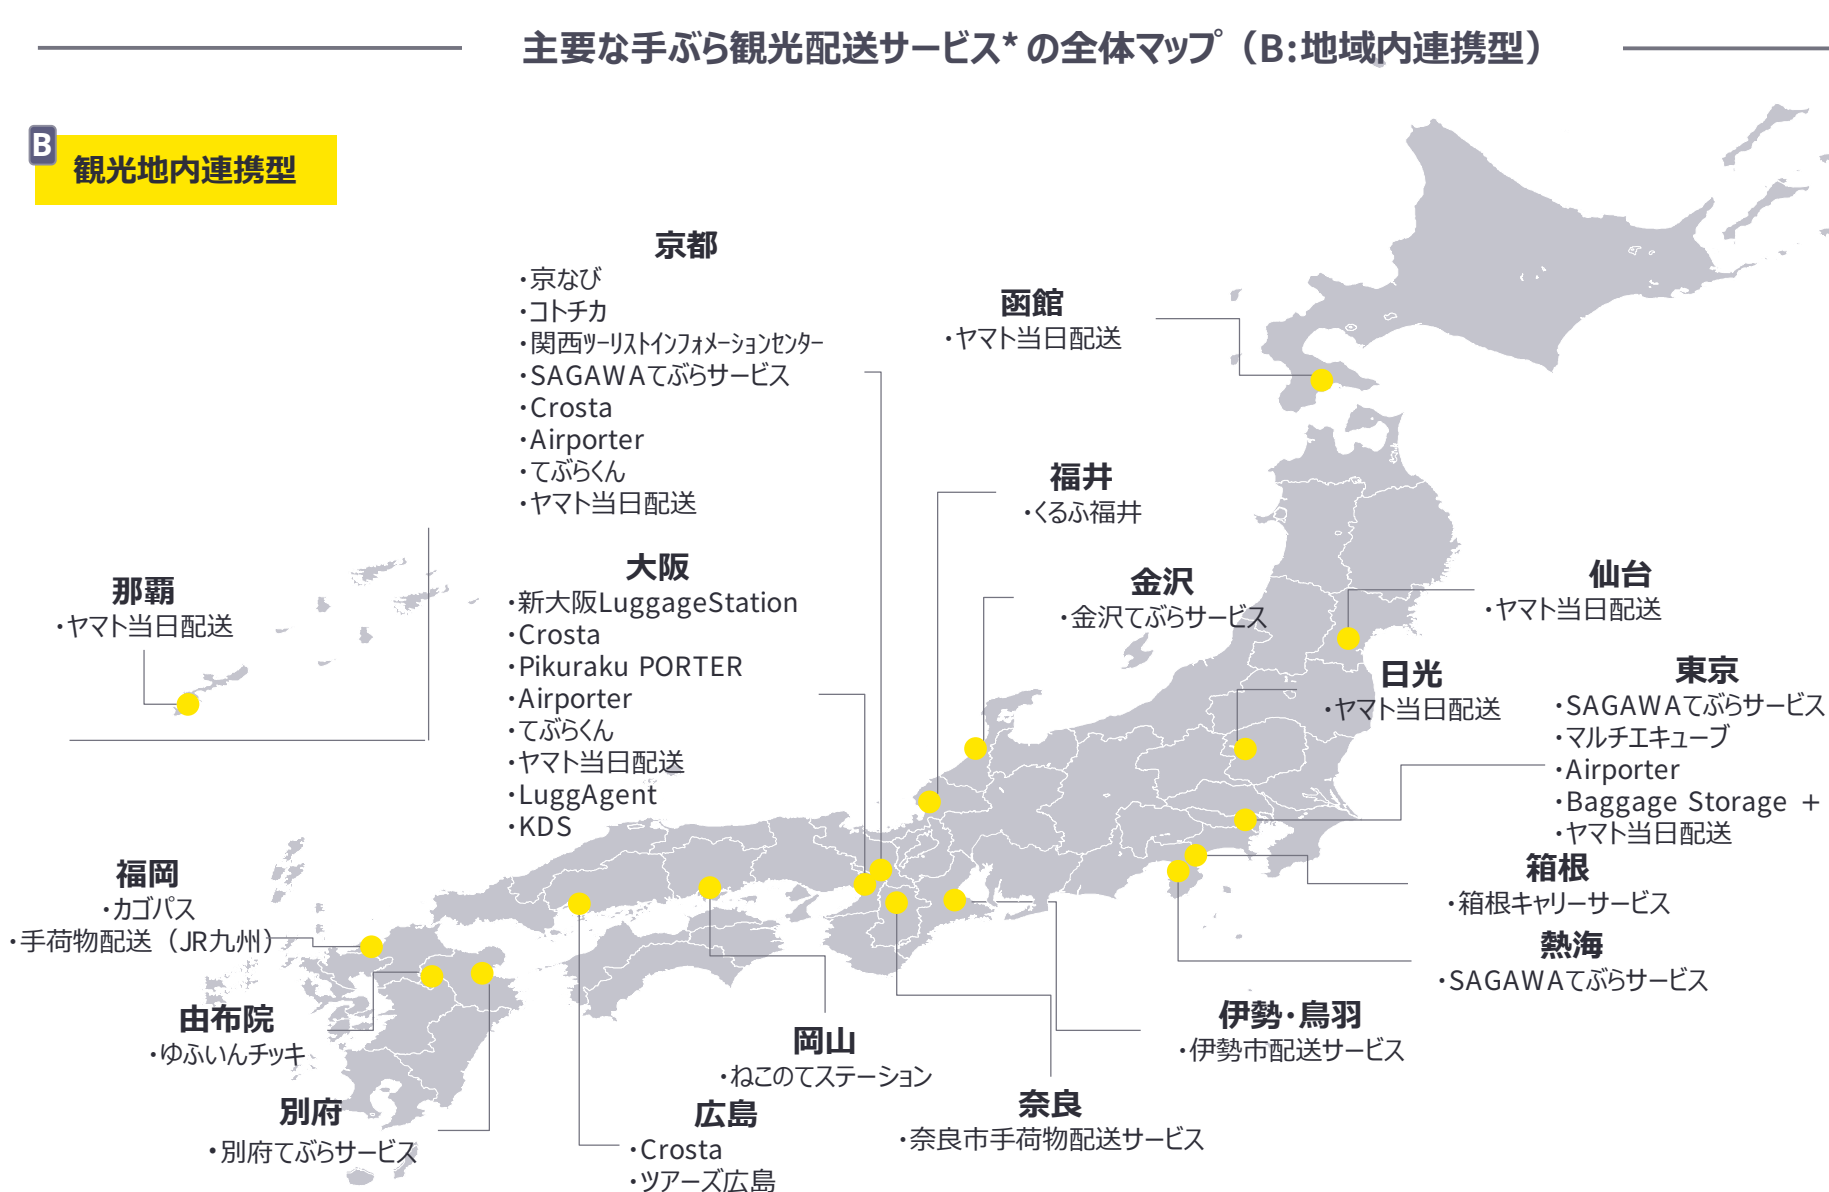 主要な手ぶら観光配送サービス*の全体マップ（B:地域内連携型）
B
観光地内連携型
京都
・京なび
・コトチカ
・関西ツーリストインフォメーションセンター
・SAGAWAてぶらサービス
・Crosta
・Airporter
・てぶらくん
・ヤマト当日配送
函館
・ヤマト当日配送
福井
・くるふ福井
大阪
・新大阪LuggageStation
・Crosta
・Pikuraku PORTER
・Airporter
・てぶらくん
・ヤマト当日配送
・LuggAgent
・KDS
那覇
・ヤマト当日配送
金沢
・金沢てぶらサービス
仙台
・ヤマト当日配送
日光
・ヤマト当日配送
東京
・SAGAWAてぶらサービス
・マルチエキューブ
・Airporter
・Baggage Storage +
・ヤマト当日配送
箱根
・箱根キャリーサービス
熱海
・SAGAWAてぶらサービス
福岡
・カゴパス
・手荷物配送（JR九州）
由布院
・ゆふいんチッキ
別府
・別府てぶらサービス
岡山
・ねこのてステーション
広島
・Crosta
・ツアーズ広島
伊勢・鳥羽
・伊勢市配送サービス
奈良
・奈良市手荷物配送サービス